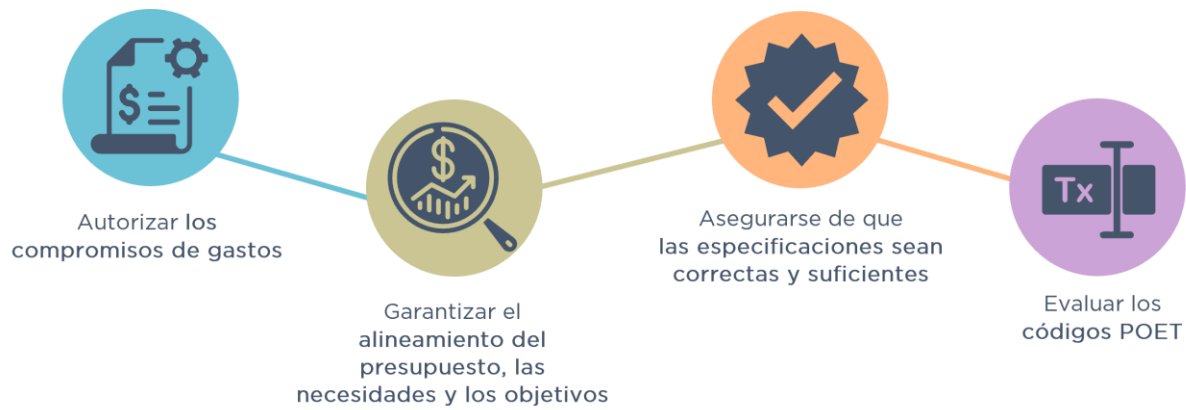 $
Autorizar los
compromisos de gastos
$
Garantizar el
alineamiento del
presupuesto, las
necesidades y los objetivos
Asegurarse de que
las especificaciones sean
correctas y suficientes
Tx
Evaluar los
códigos POET